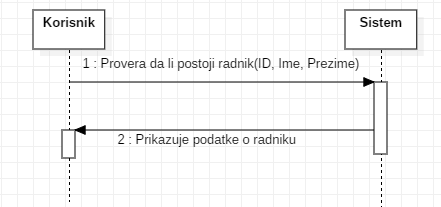 Korisnik
Sistem
1 : Provera da li postoji radnik(ID, Ime, Prezime)
2 : Prikazuje podatke o radniku